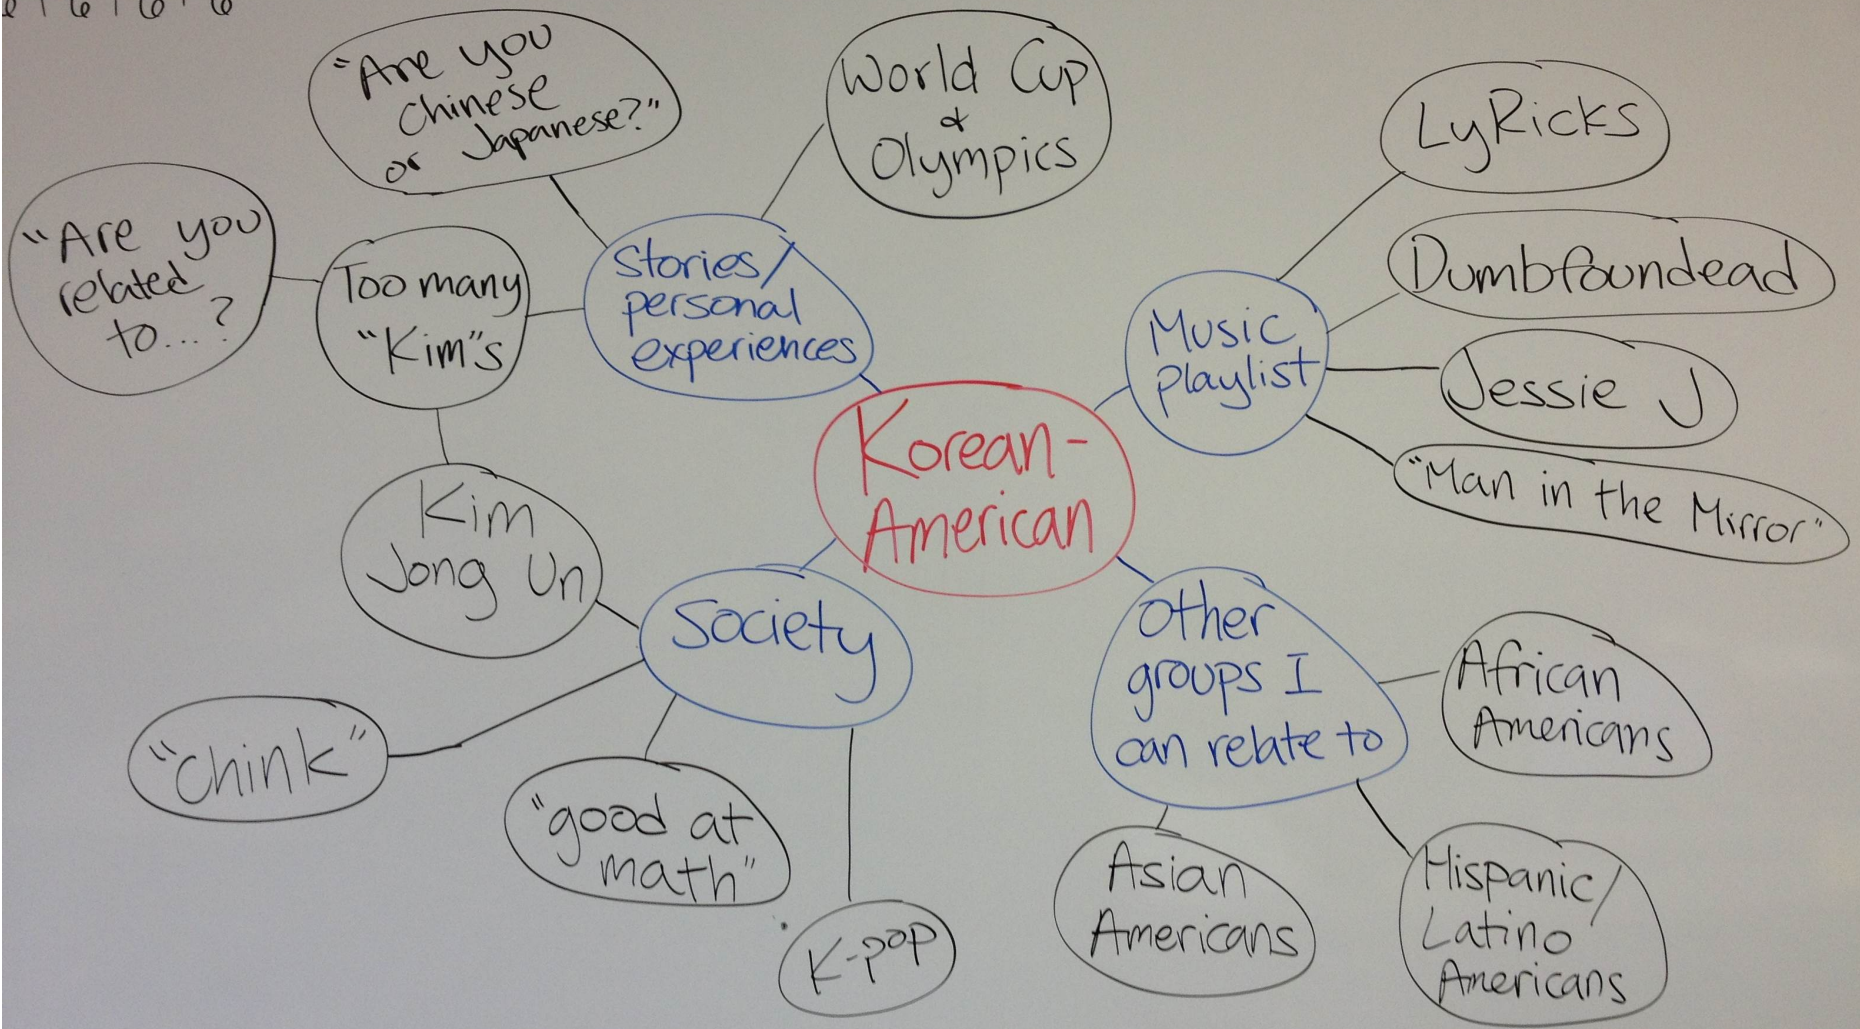 "Are you
chinese
or Japanese?"
World Cup
&
Olympics
LyRicks
"Are you
related
to...?
Too many
"Kim"s
Stories/
personal
experiences
Music
playlist
Dumbfoundead
Jessie J
"Man in the Mirror"
Korean-
American
Kim
Jong Un
Society
Other
groups I
can relate to
African
Americans
"chink"
"good at
math"
K-pop
Asian
Americans
Hispanic/
Latino
Americans